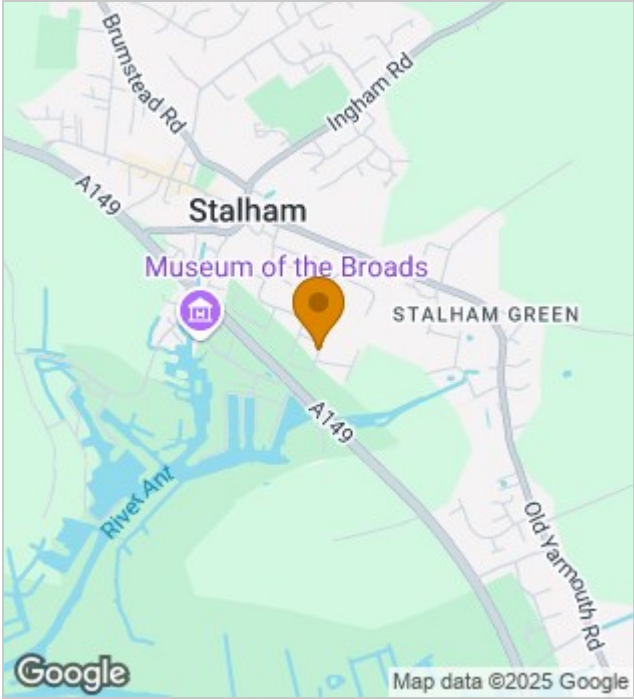 Brumstead Rd
Ingham Rd
A149
Stalham
Museum of the Broads
STALHAM GREEN
A149
River Ant
Old Yarmouth Rd
Google
Map data ©2025 Google